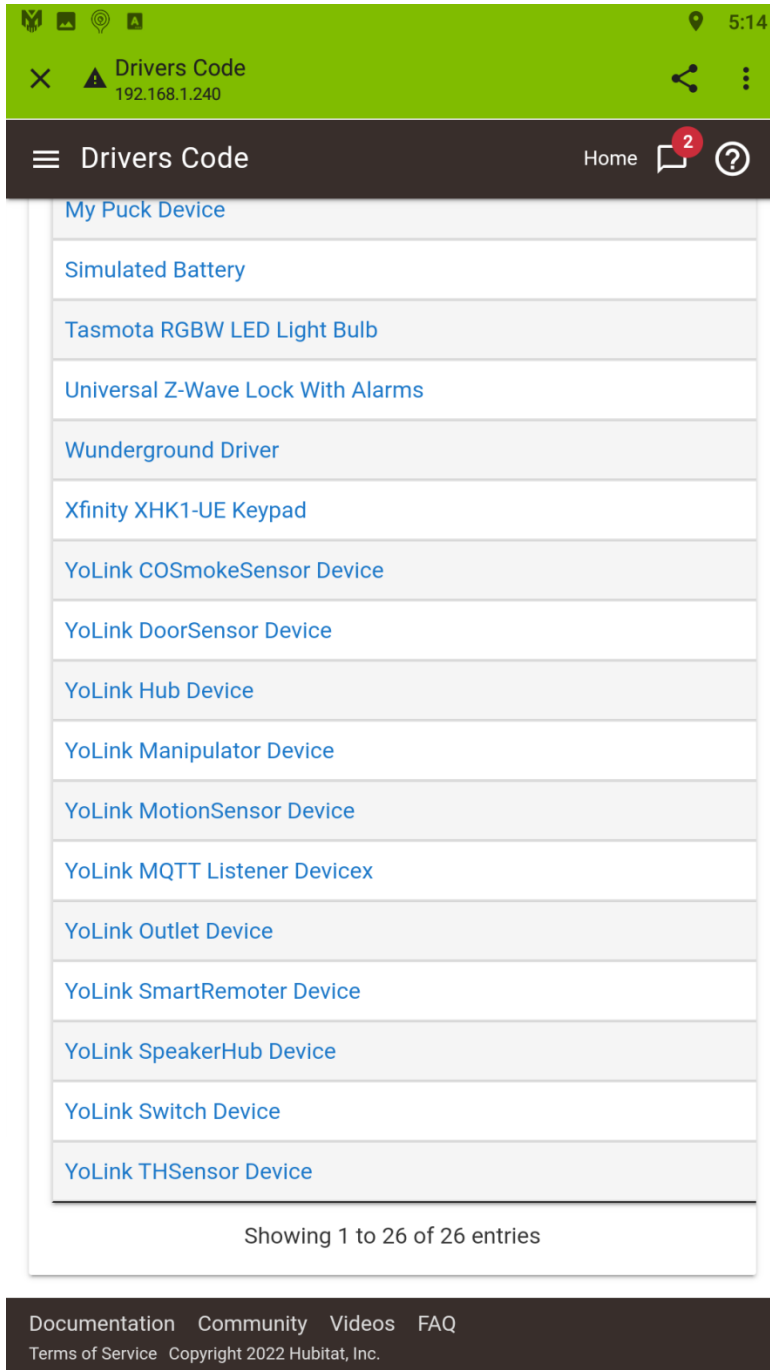 5:14
Drivers Code
192.168.1.240
Drivers Code Home 2
My Puck Device
Simulated Battery
Tasmota RGBW LED Light Bulb
Universal Z-Wave Lock With Alarms
Wunderground Driver
Xfinity XHK1-UE Keypad
YoLink COSmokeSensor Device
YoLink DoorSensor Device
YoLink Hub Device
YoLink Manipulator Device
YoLink MotionSensor Device
YoLink MQTT Listener Devicex
YoLink Outlet Device
YoLink SmartRemoter Device
YoLink SpeakerHub Device
YoLink Switch Device
YoLink THSensor Device
Showing 1 to 26 of 26 entries
Documentation Community Videos FAQ
Terms of Service Copyright 2022 Hubitat, Inc.